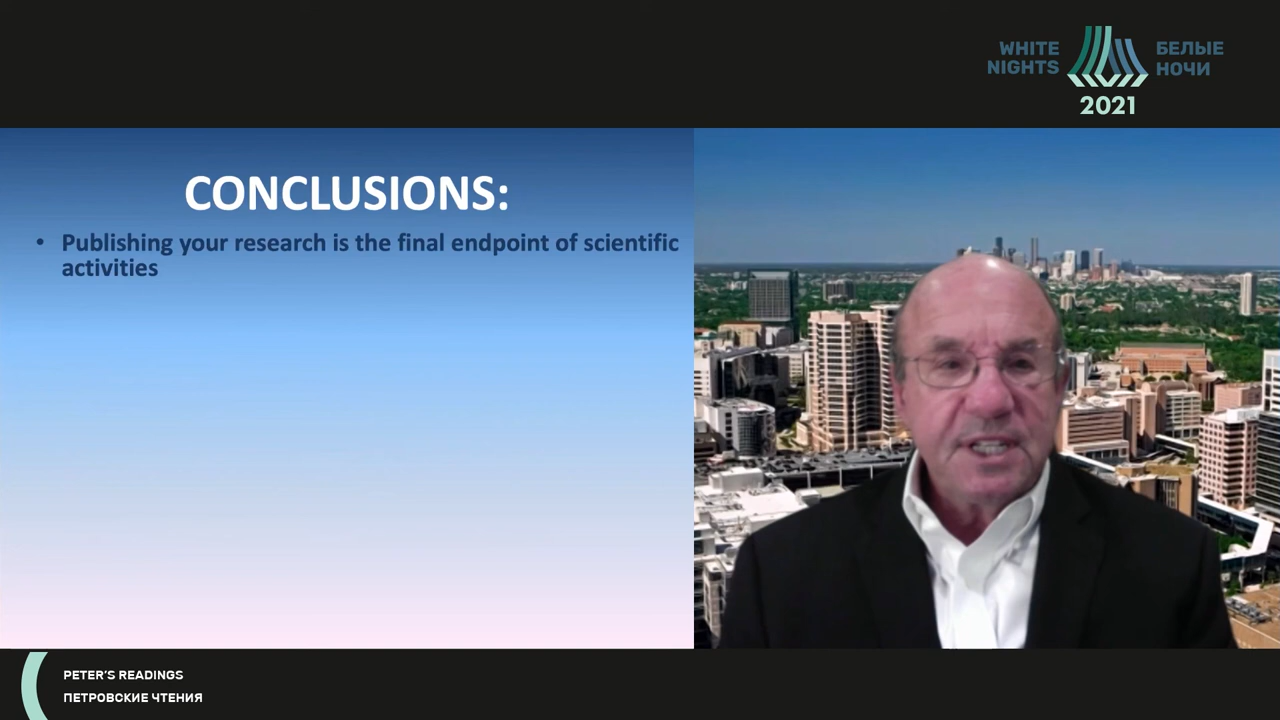 WHITE
NIGHTS
БЕЛЫЕ
НОЧИ
2021
CONCLUSIONS:
• Publishing your research is the final endpoint of scientific
activities
PETER'S READINGS
ПЕТРОВСКИЕ ЧТЕНИЯ